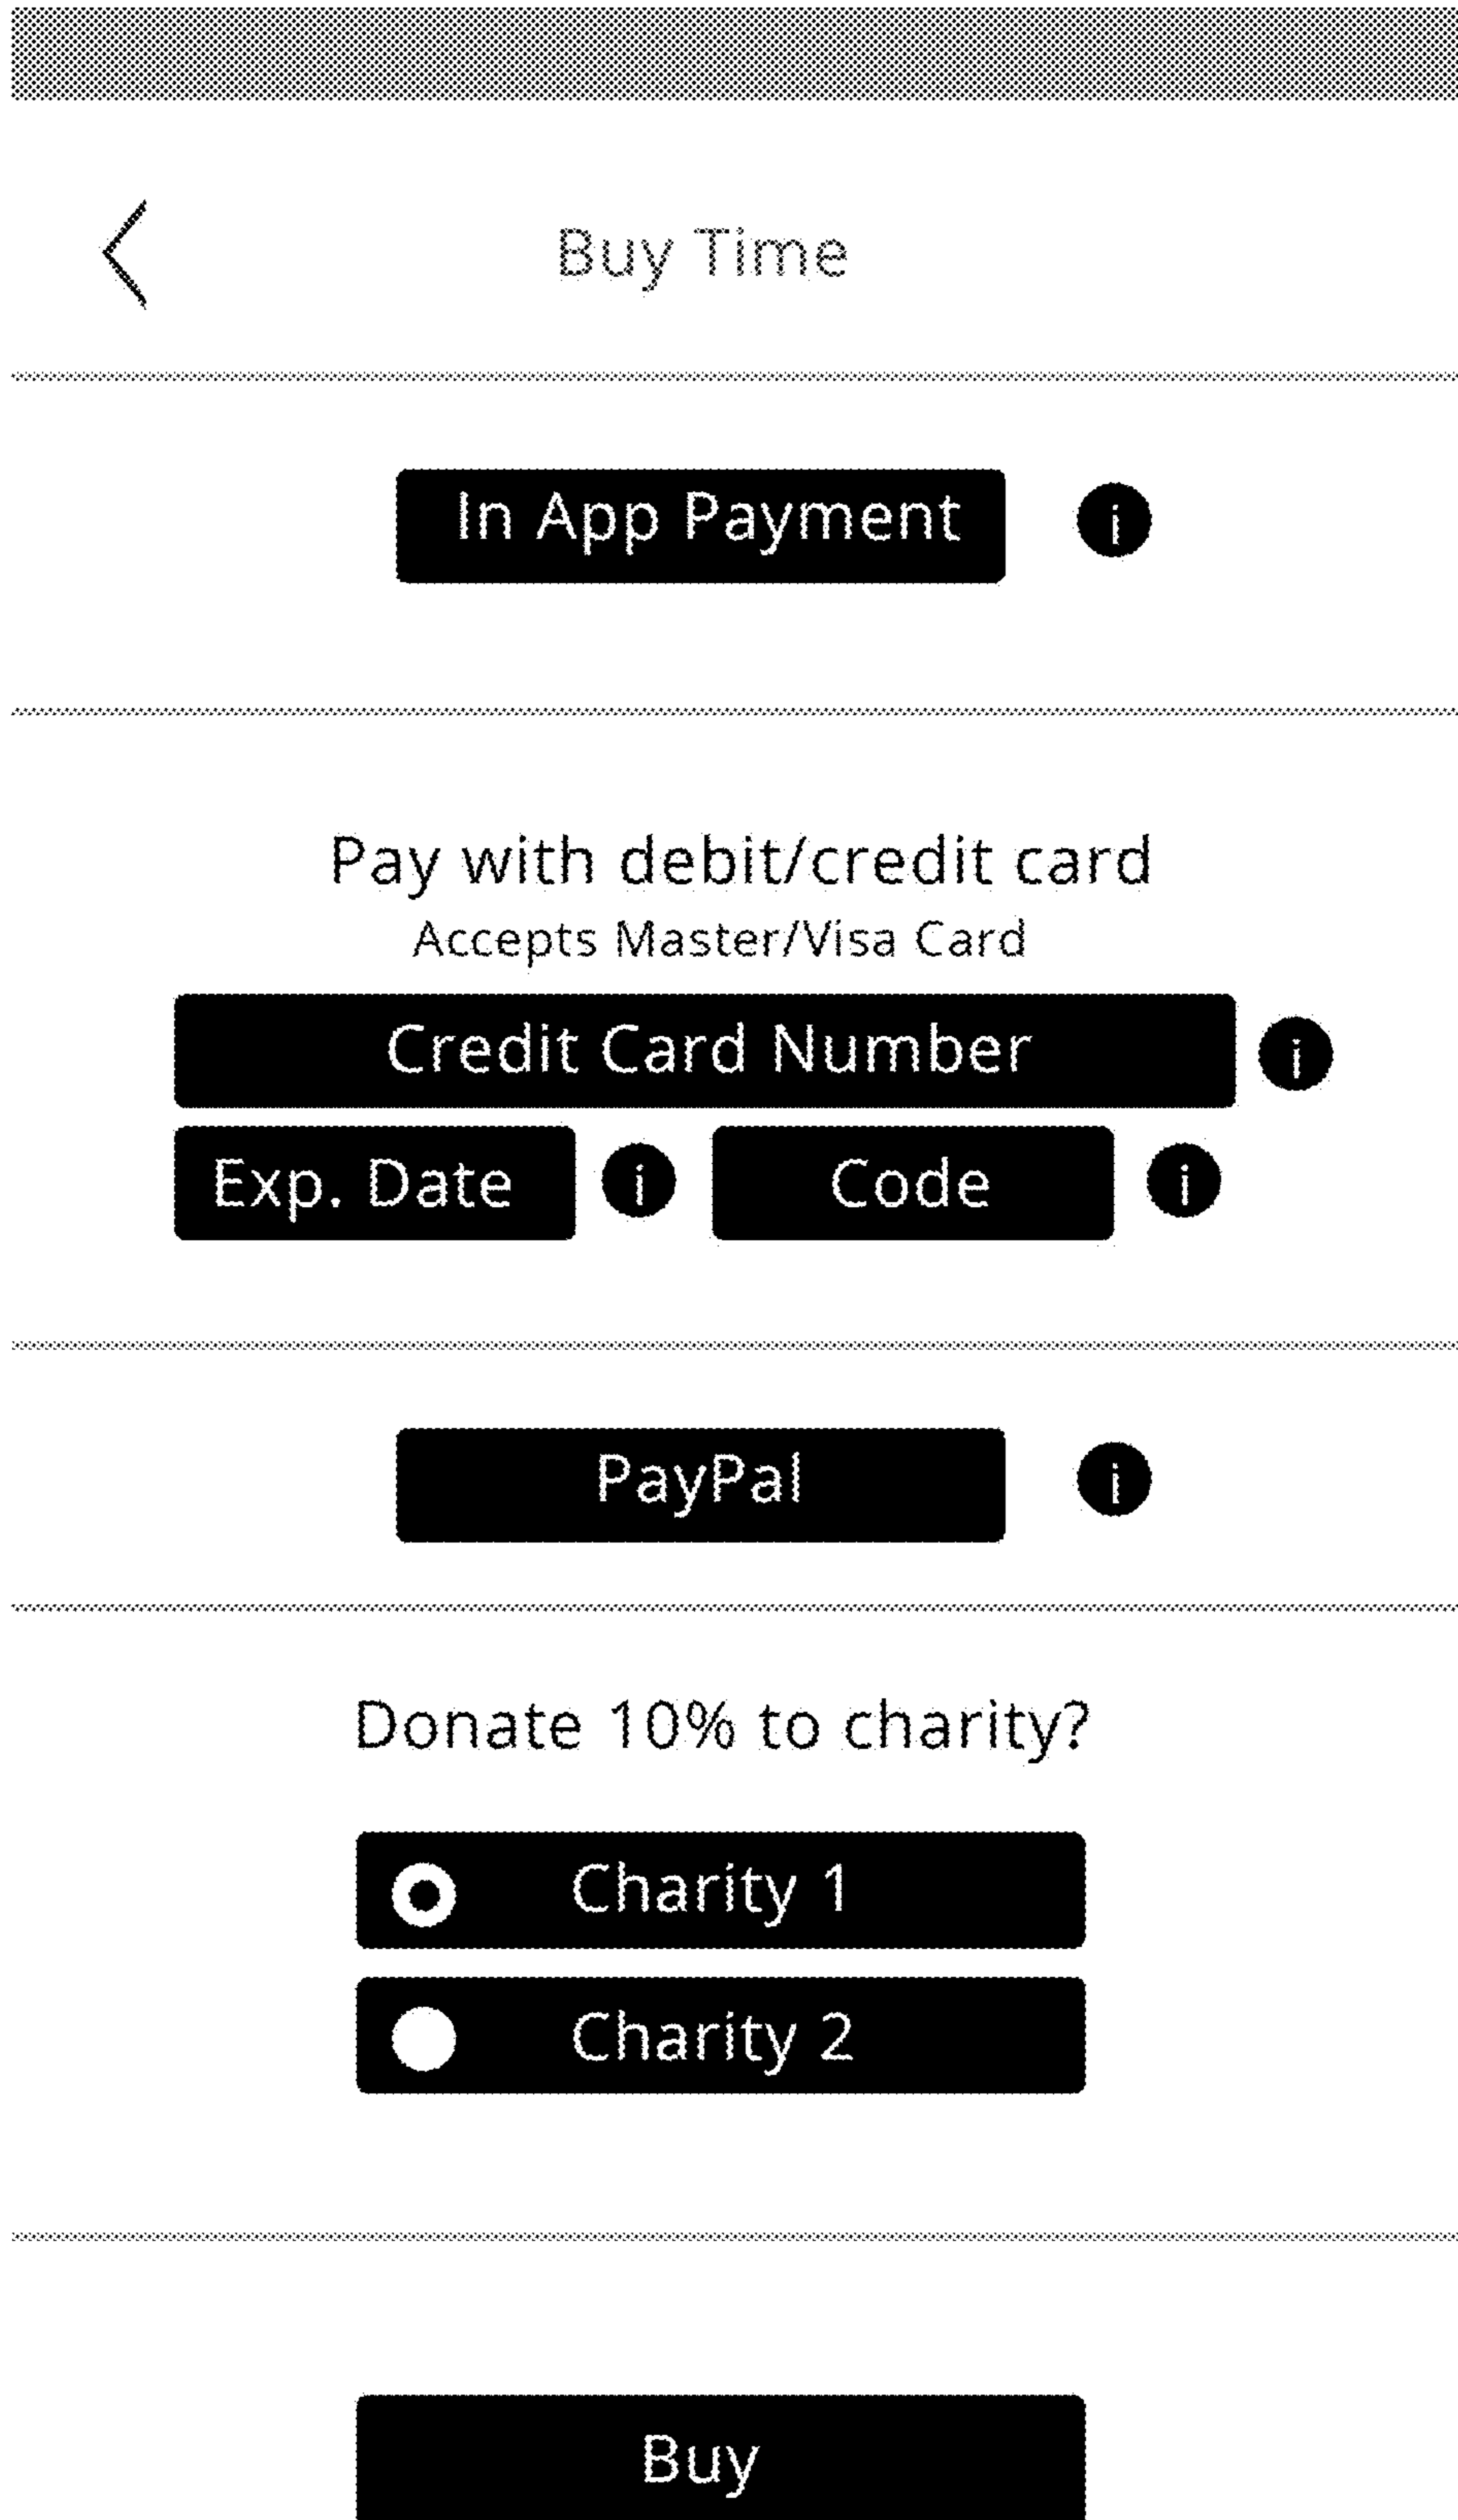 Buy Time
In App Payment i
Pay with debit/credit card
Accepts Master/Visa Card
Credit Card Number i
Exp. Date i Code i
PayPal i
Donate 10% to charity?
Charity 1
Charity 2
Buy